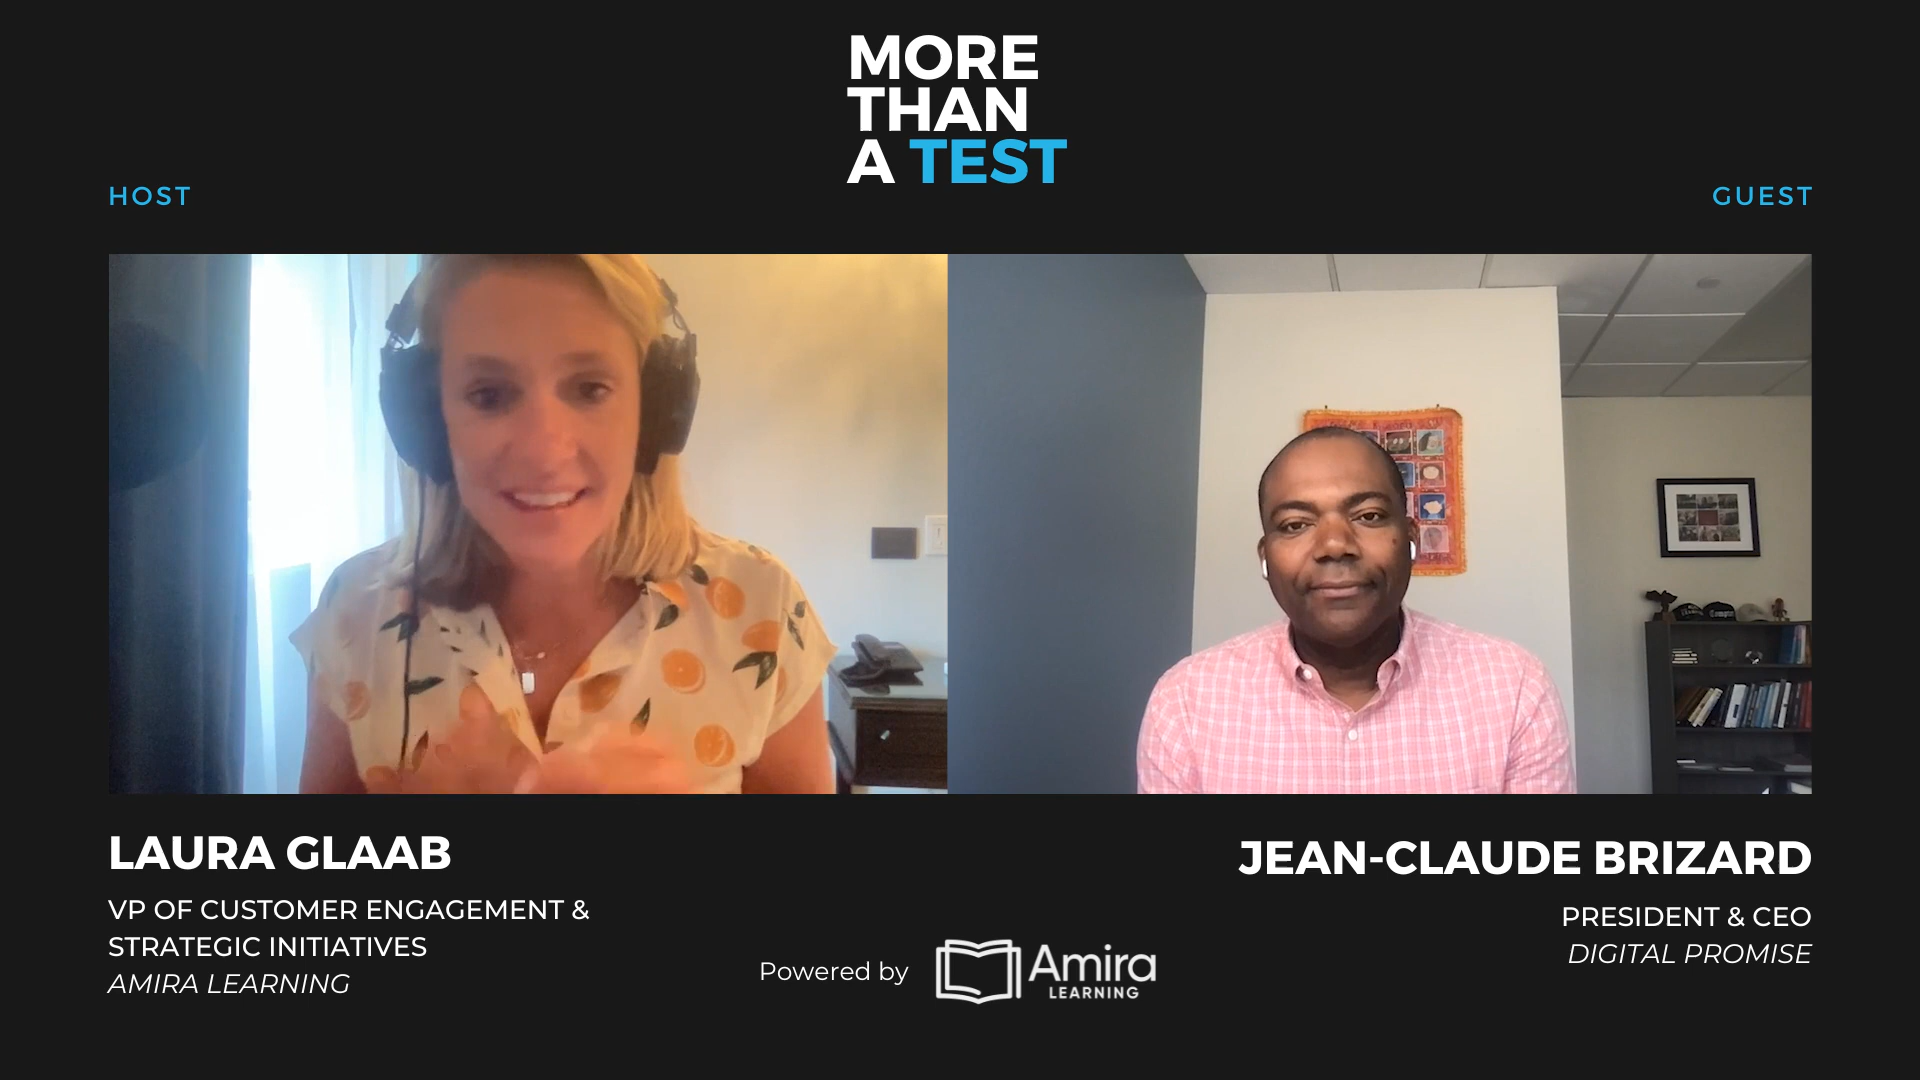 MORE
THAN
A TEST
HOST
GUEST
LAURA GLAAB
VP OF CUSTOMER ENGAGEMENT &
STRATEGIC INITIATIVES
AMIRA LEARNING
JEAN-CLAUDE BRIZARD
PRESIDENT & CEO
DIGITAL PROMISE
Powered by
Amira
LEARNING